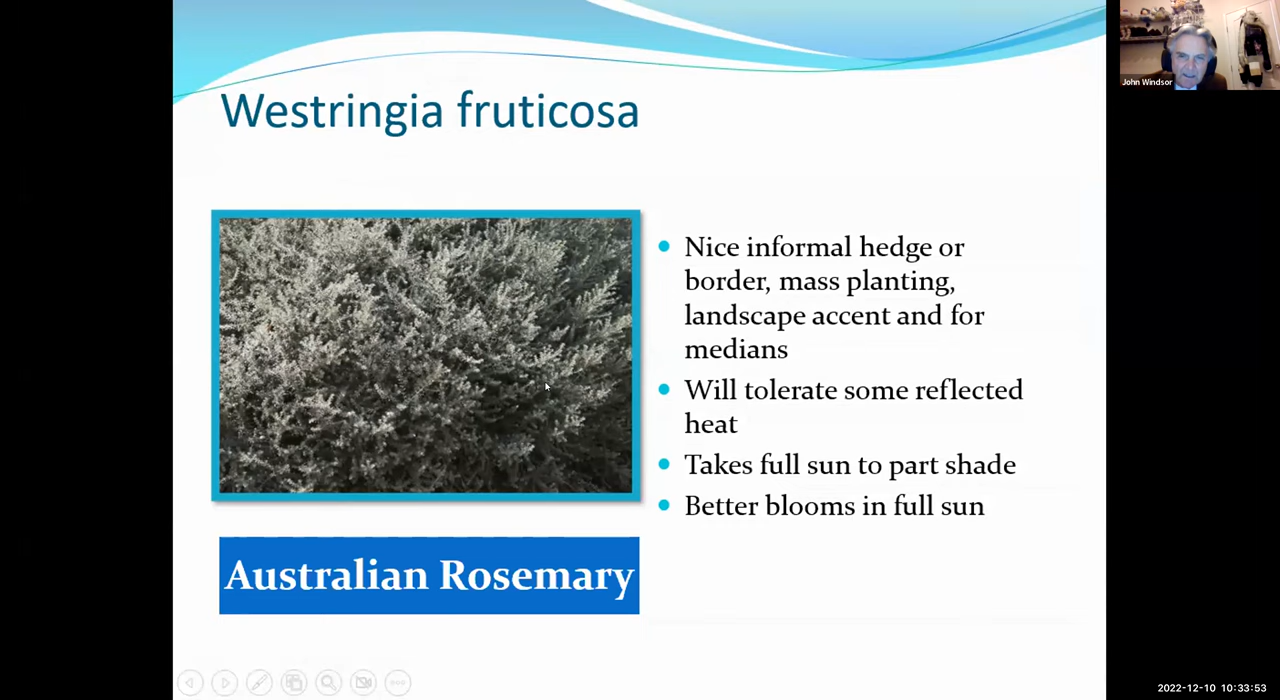 John Windsor
Westringia fruticosa
Nice informal hedge or
border, mass planting,
landscape accent and for
medians
Will tolerate some reflected
heat
Takes full sun to part shade
Better blooms in full sun
Australian Rosemary
2022-12-10 10:33:53